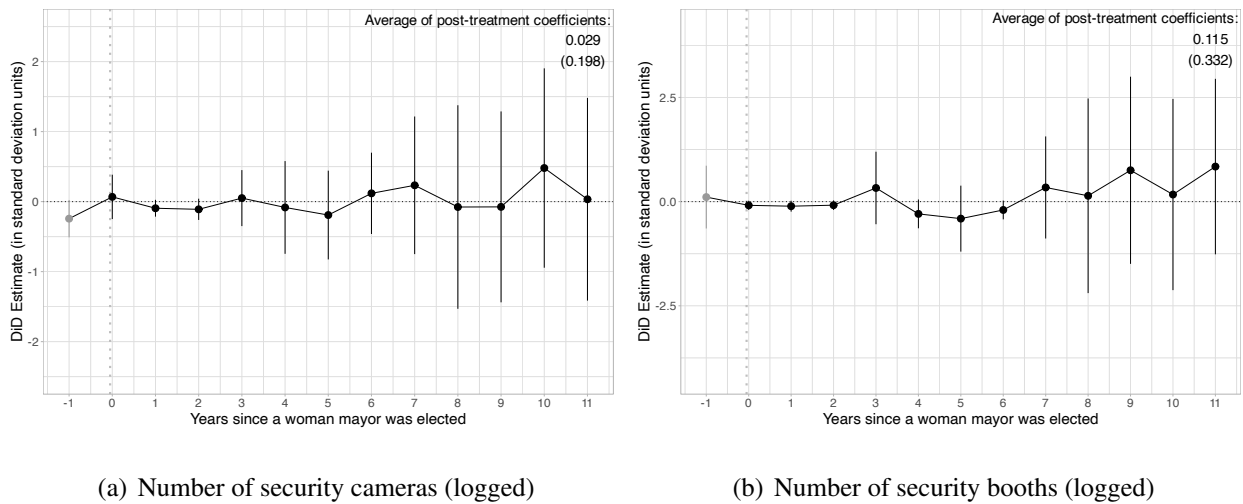 Average of post-treatment coefficients:
0.029
(0.198)
DiD Estimate (in standard deviation units)
2
1
0
-1
-2
-1 0 1 2 3 4 5 6 7 8 9 10 11
Years since a woman mayor was elected
(a) Number of security cameras (logged)
Average of post-treatment coefficients:
0.115
(0.332)
DiD Estimate (in standard deviation units)
2.5
0.0
-2.5
-1 0 1 2 3 4 5 6 7 8 9 10 11
Years since a woman mayor was elected
(b) Number of security booths (logged)